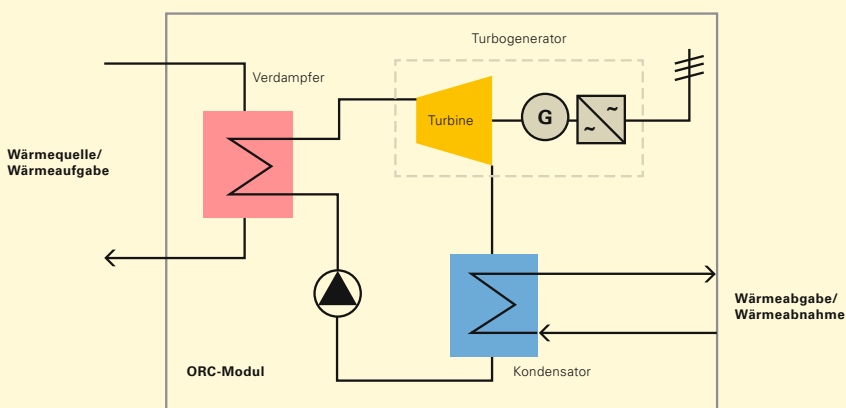 Turbogenerator
Verdampfer
Turbine
G
~
~
Wärmequelle/
Wärmeaufgabe
Wärmeabgabe/
Wärmeabnahme
ORC-Modul
Kondensator